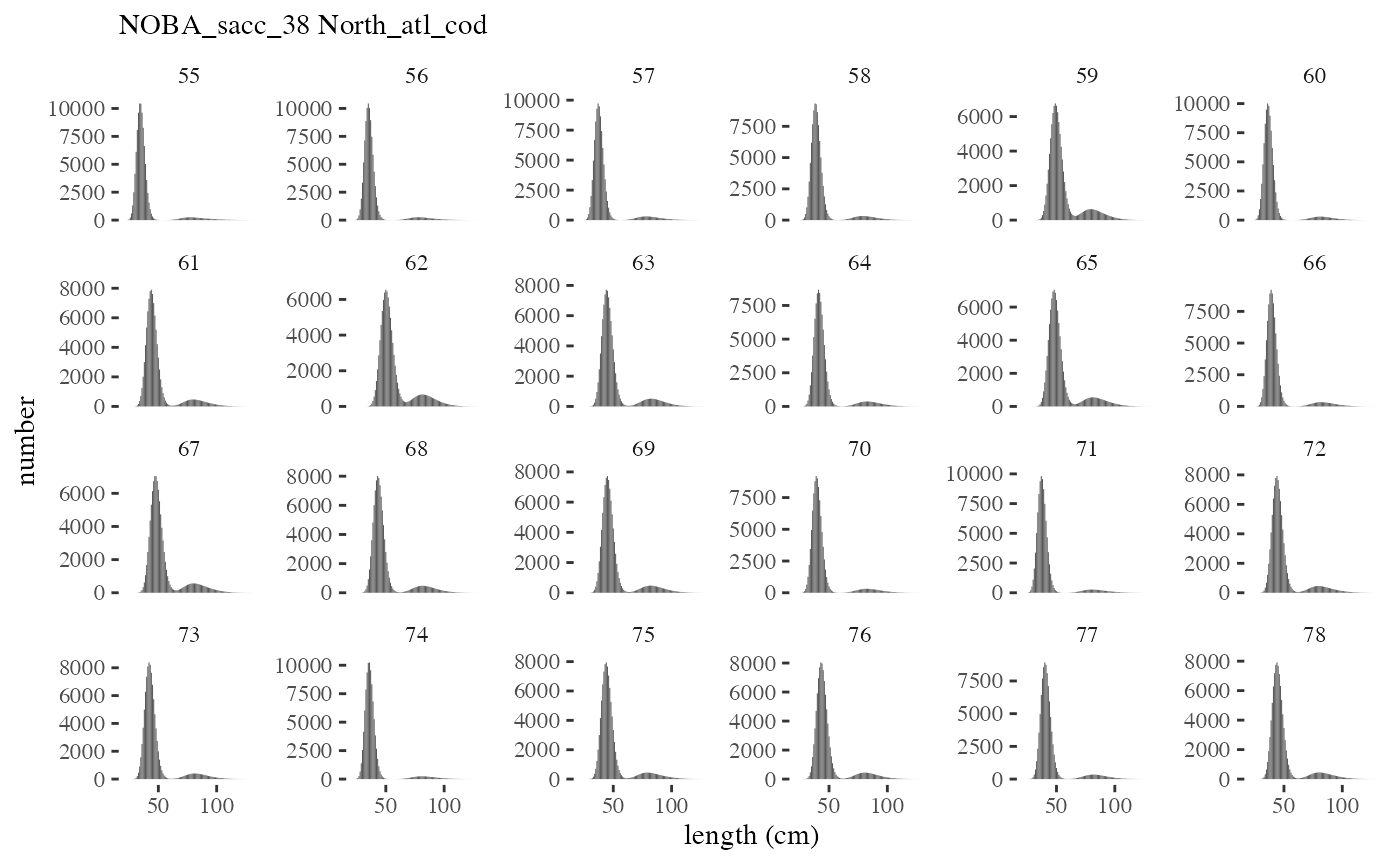 NOBA_sacc_38 North_atl_cod
55 56 57 58 59 60
10000 10000 10000 7500 6000 10000
7500 7500 7500 5000 4000 7500
5000 5000 5000 2500 2000 5000
2500 2500 2500 0 0 2500
0 0 0 0
61 62 63 64 65 66
8000 6000 8000 7500 6000 7500
6000 4000 6000 5000 4000 5000
4000 2000 4000 2500 2000 2500
2000 0 2000 0 0 0
0 0
number
67 68 69 70 71 72
6000 8000 8000 7500 10000 8000
4000 6000 6000 5000 7500 6000
2000 4000 4000 2500 5000 4000
0 2000 2000 0 2500 2000
0 0 0 0
73 74 75 76 77 78
8000 10000 8000 8000 7500 8000
6000 7500 6000 6000 5000 6000
4000 5000 4000 4000 2500 4000
2000 2500 2000 2000 0 2000
0 0 0 0 0
50 100 50 100 50 100 50 100 50 100 50 100
length (cm)